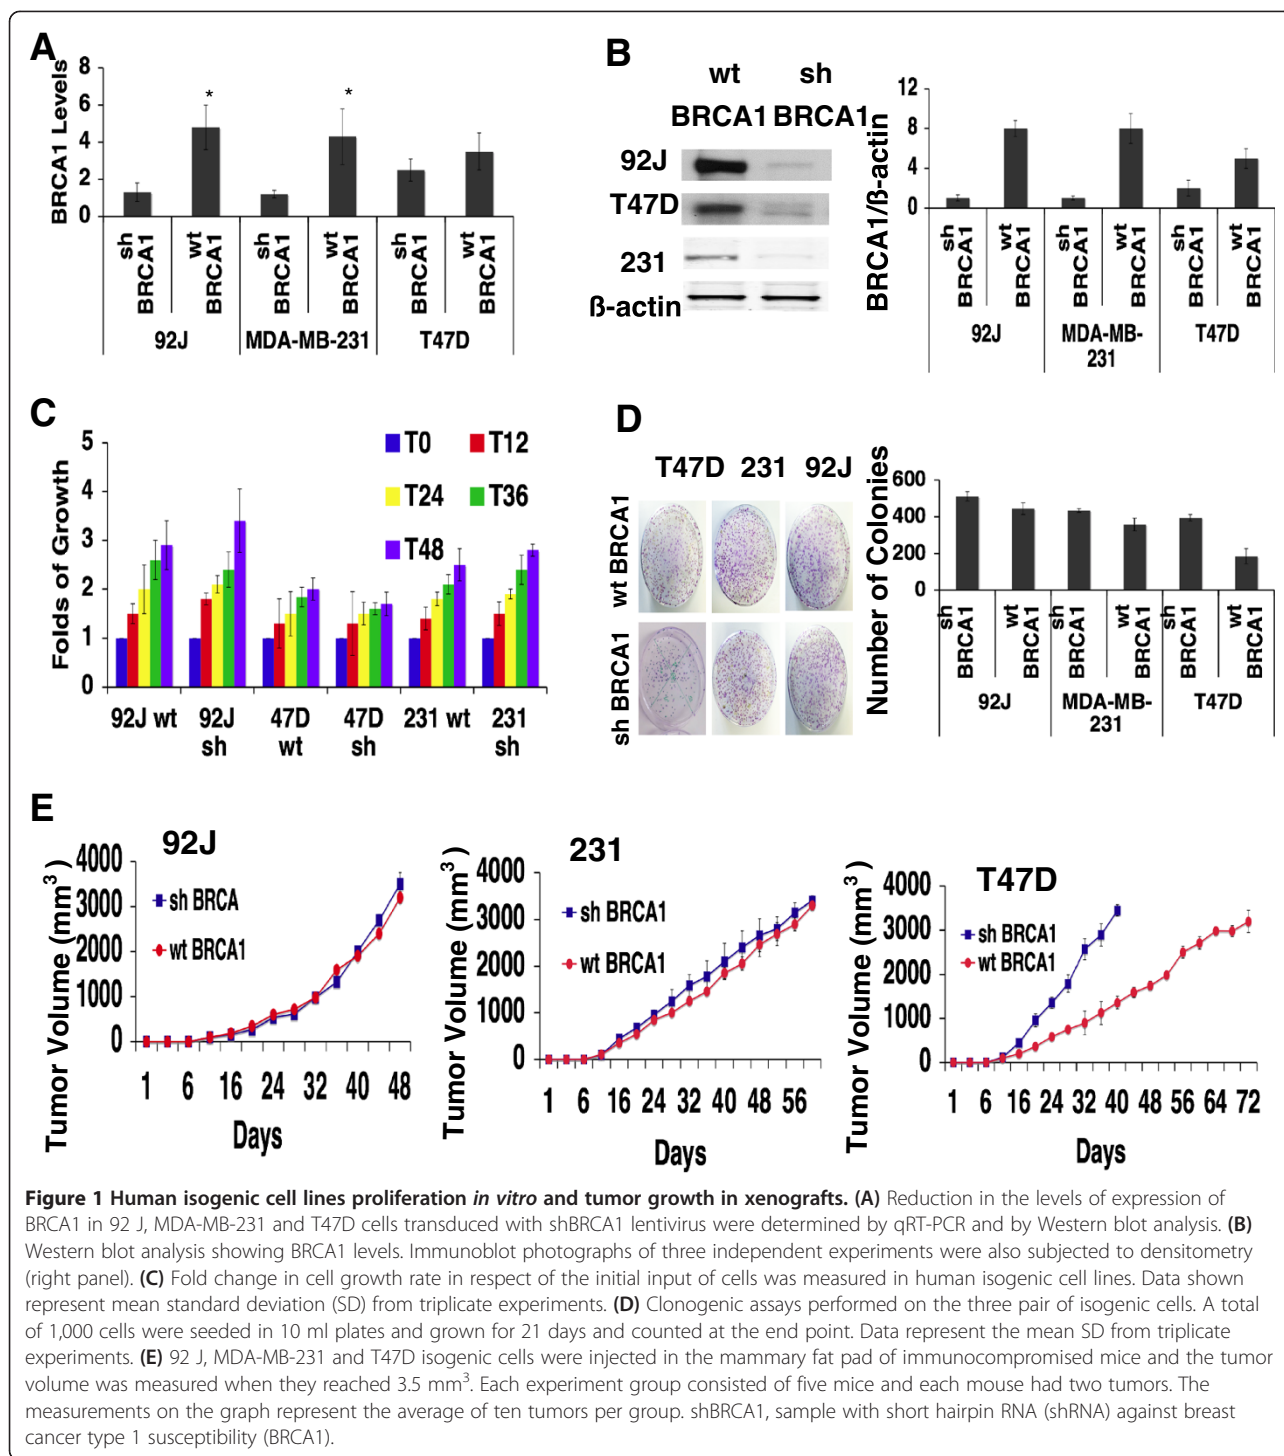 A
BRCA1 Levels
8
6
4
2
0
*
*
sh BRCA1
wt BRCA1
sh BRCA1
wt BRCA1
sh BRCA1
wt BRCA1
92J
MDA-MB-231
T47D
B
wt sh
BRCA1 BRCA1
92J
T47D
231
ß-actin
BRCA1/ß-actin
12
8
4
0
sh BRCA1
wt BRCA1
sh BRCA1
wt BRCA1
sh BRCA1
wt BRCA1
92J
MDA-MB-
231
T47D
C
Folds of Growth
5
4
3
2
1
0
T0 T12
T24 T36
T48
92J wt
92J
sh
47D
wt
47D
sh
231 wt
231
sh
D
T47D 231 92J
wt BRCA1
sh BRCA1
Number of Colonies
600
400
200
0
sh BRCA1
wt BRCA1
sh BRCA1
wt BRCA1
sh BRCA1
wt BRCA1
92J
MDA-MB-
231
T47D
E
92J
Tumor Volume (mm³ )
4000
3000
2000
1000
0
sh BRCA
wt BRCA1
1 6 16 24 32 40 48
Days
231
Tumor Volume (mm³ )
4000
3000
2000
1000
0
sh BRCA1
wt BRCA1
1 6 16 24 32 40 48 56
Days
T47D
Tumor Volume (mm³ )
4000
3000
2000
1000
0
sh BRCA1
wt BRCA1
1 6 16 24 32 40 48 56 64 72
Days
Figure 1 Human isogenic cell lines proliferation in vitro and tumor growth in xenografts. (A) Reduction in the levels of expression of
BRCA1 in 92 J, MDA-MB-231 and T47D cells transduced with shBRCA1 lentivirus were determined by qRT-PCR and by Western blot analysis. (B)
Western blot analysis showing BRCA1 levels. Immunoblot photographs of three independent experiments were also subjected to densitometry
(right panel). (C) Fold change in cell growth rate in respect of the initial input of cells was measured in human isogenic cell lines. Data shown
represent mean standard deviation (SD) from triplicate experiments. (D) Clonogenic assays performed on the three pair of isogenic cells. A total
of 1,000 cells were seeded in 10 ml plates and grown for 21 days and counted at the end point. Data represent the mean SD from triplicate
experiments. (E) 92 J, MDA-MB-231 and T47D isogenic cells were injected in the mammary fat pad of immunocompromised mice and the tumor
volume was measured when they reached 3.5 mm³. Each experiment group consisted of five mice and each mouse had two tumors. The
measurements on the graph represent the average of ten tumors per group. shBRCA1, sample with short hairpin RNA (shRNA) against breast
cancer type 1 susceptibility (BRCA1).